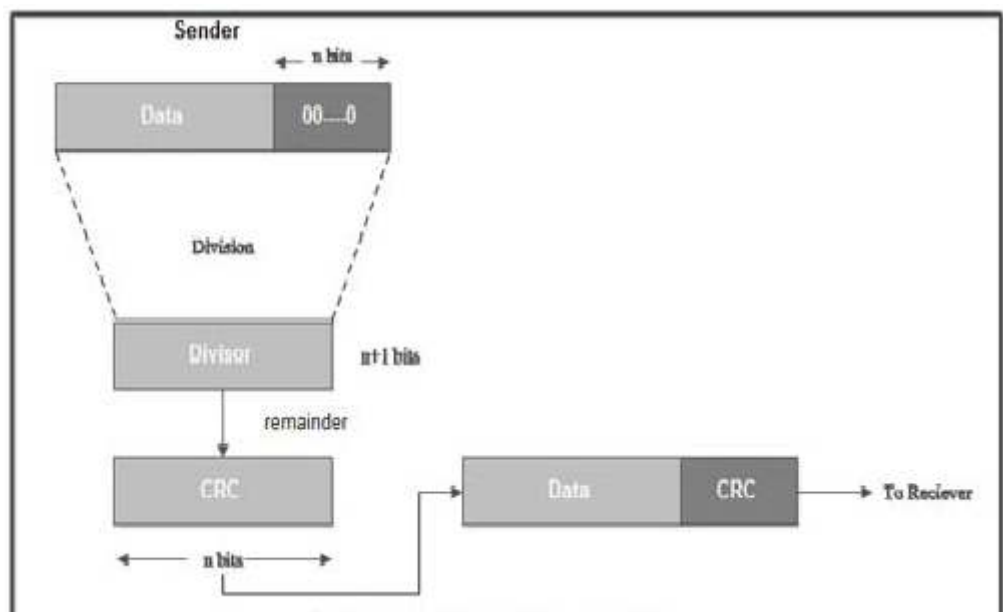 Sender
n bits
Data 00----0
Division
Divisor n+1 bits
remainder
CRC Data CRC To Reciever
n bits